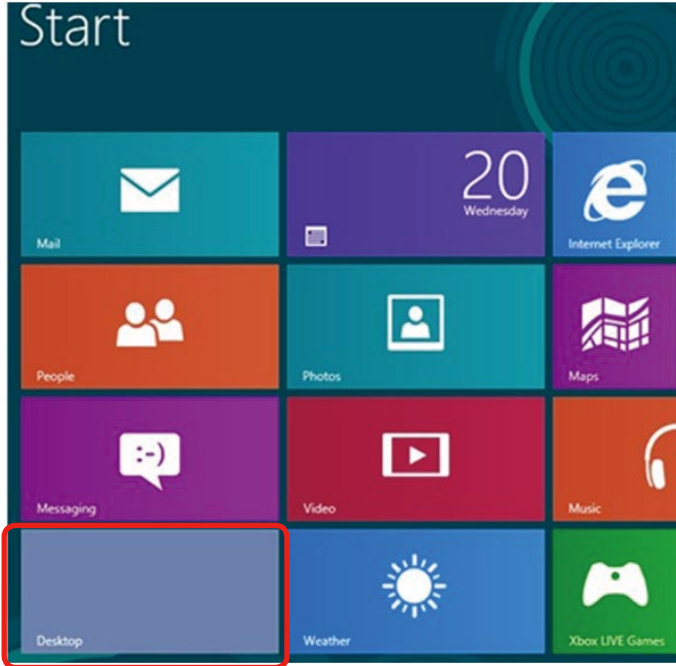 Start
Mail
20
Wednesday
Internet Explorer
People
Photos
Maps
Messaging
:-)
Video
Music
Desktop
Weather
Xbox LIVE Games